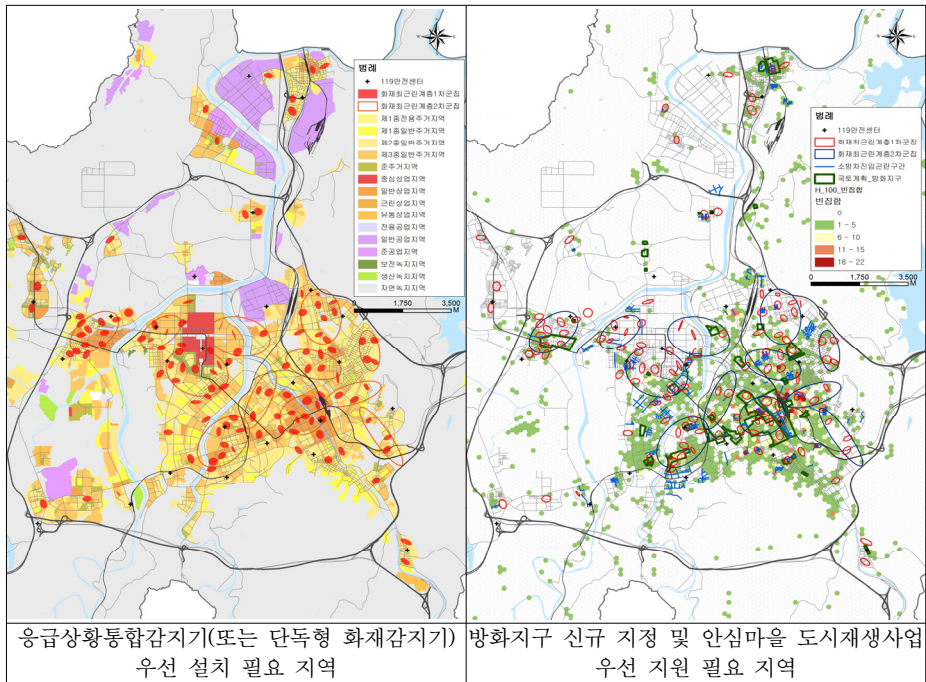 범례
119안전센터
화재최근린계층1차군집
화재최근린계층2차군집
제1종전용주거지역
제1종일반주거지역
제2종일반주거지역
제3종일반주거지역
준주거지역
중심상업지역
일반상업지역
근린상업지역
유통상업지역
전용공업지역
일반공업지역
준공업지역
보전녹지지역
생산녹지지역
자연녹지지역
0 1,750 3,500
M
응급상황통합감지기(또는 단독형 화재감지기)
우선 설치 필요 지역
범례
119안전센터
화재최근린계층1차군집
화재최근린계층2차군집
소방차진입곤란구간
국토계획_방화지구
H_100_빈집합
빈집합
0
1 - 5
6 - 10
11 - 15
16 - 22
0 1,750 3,500
M
방화지구 신규 지정 및 안심마을 도시재생사업
우선 지원 필요 지역